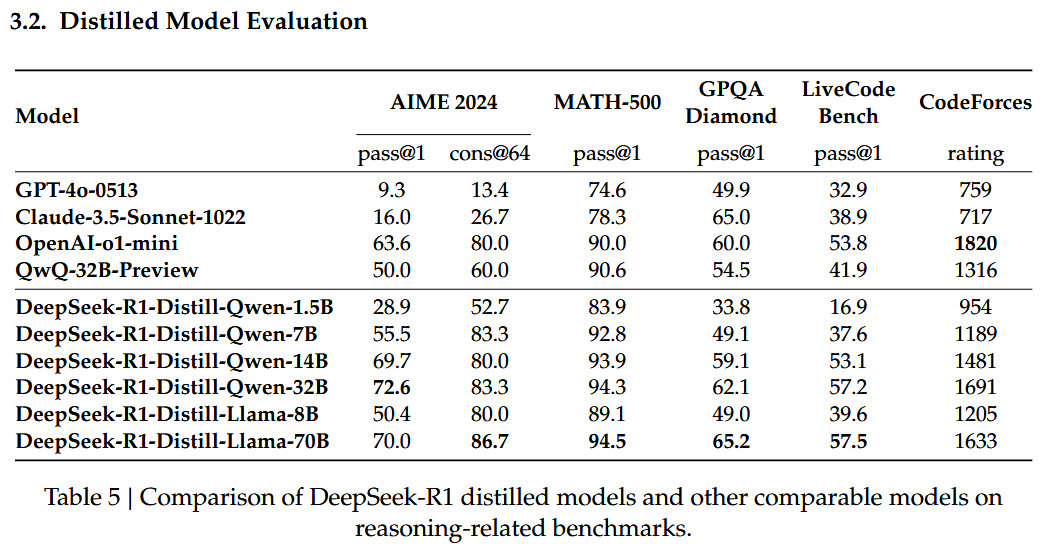 3.2. Distilled Model Evaluation
Model AIME 2024 MATH-500 GPQA Diamond LiveCode Bench CodeForces
pass@1 cons@64 pass@1 pass@1 pass@1 rating
GPT-4o-0513 9.3 13.4 74.6 49.9 32.9 759
Claude-3.5-Sonnet-1022 16.0 26.7 78.3 65.0 38.9 717
OpenAI-o1-mini 63.6 80.0 90.0 60.0 53.8 1820
QwQ-32B-Preview 50.0 60.0 90.6 54.5 41.9 1316
DeepSeek-R1-Distill-Qwen-1.5B 28.9 52.7 83.9 33.8 16.9 954
DeepSeek-R1-Distill-Qwen-7B 55.5 83.3 92.8 49.1 37.6 1189
DeepSeek-R1-Distill-Qwen-14B 69.7 80.0 93.9 59.1 53.1 1481
DeepSeek-R1-Distill-Qwen-32B 72.6 83.3 94.3 62.1 57.2 1691
DeepSeek-R1-Distill-Llama-8B 50.4 80.0 89.1 49.0 39.6 1205
DeepSeek-R1-Distill-Llama-70B 70.0 86.7 94.5 65.2 57.5 1633
Table 5 | Comparison of DeepSeek-R1 distilled models and other comparable models on
reasoning-related benchmarks.